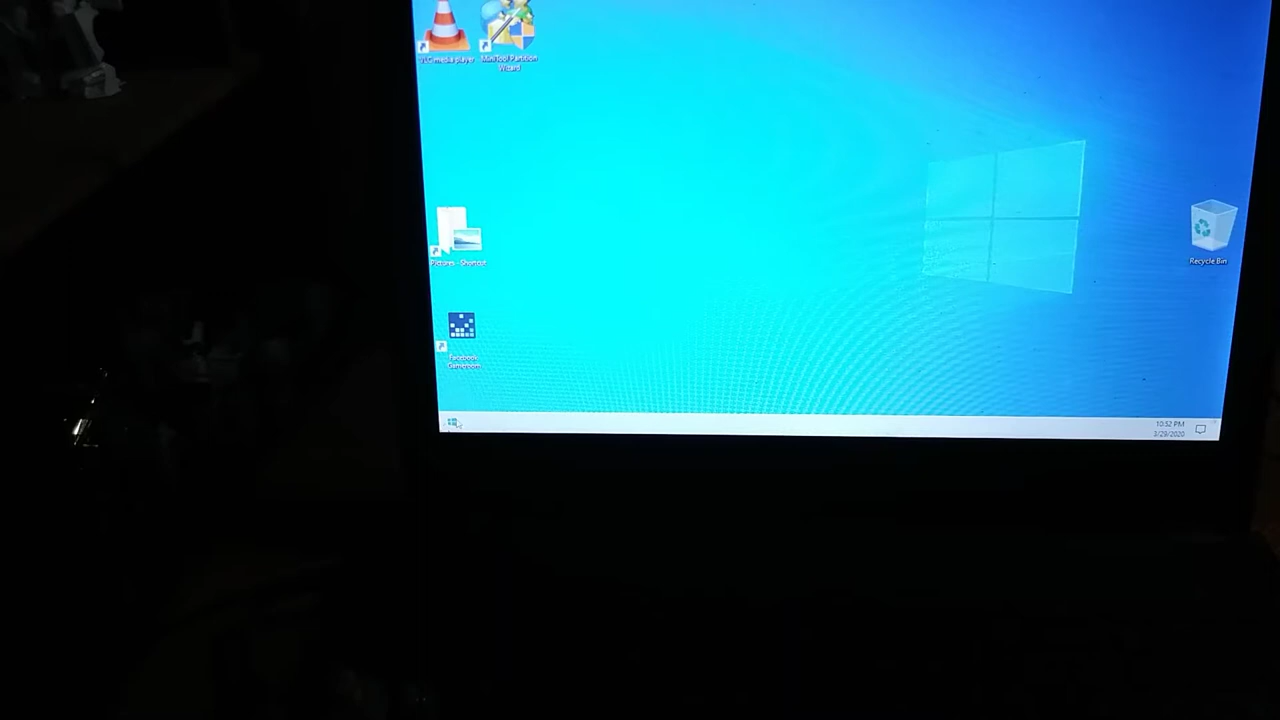 VLC media player
MiniTool Partition
Wizard
Pictures - Shortcut
Recycle Bin
Facebook
Gameroom
10:52 PM
3/29/2020